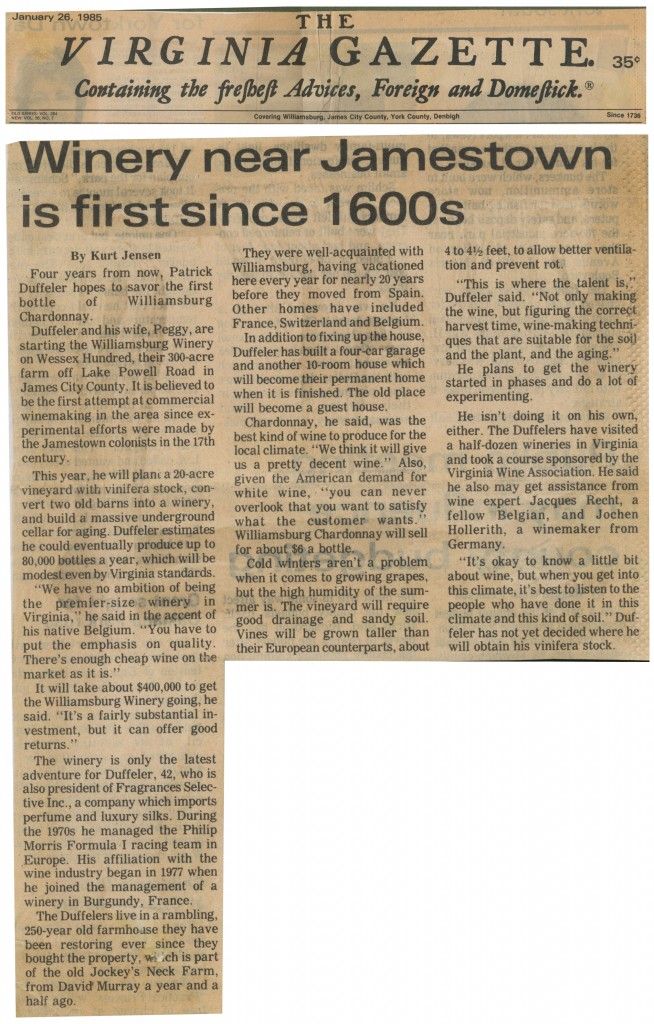 January 26, 1985
THE
VIRGINIA GAZETTE.
35¢
Containing the freſheſt Advices, Foreign and Domeſtick.®
Covering Williamsburg, James City County, York County, Denbigh
Since 1736
Winery near Jamestown
is first since 1600s
By Kurt Jensen
Four years from now, Patrick
Duffeler hopes to savor the first
bottle of Williamsburg
Chardonnay.
Duffeler and his wife, Peggy, are
starting the Williamsburg Winery
on Wessex Hundred, their 300-acre
farm off Lake Powell Road in
James City County. It is believed to
be the first attempt at commercial
winemaking in the area since ex-
perimental efforts were made by
the Jamestown colonists in the 17th
century.
This year, he will plant a 20-acre
vineyard with vinifera stock, con-
vert two old barns into a winery,
and build a massive underground
cellar for aging. Duffeler estimates
he could eventually produce up to
80,000 bottles a year, which will be
modest even by Virginia standards.
"We have no ambition of being
the premier-size winery in
Virginia," he said in the accent of
his native Belgium. "You have to
put the emphasis on quality.
There's enough cheap wine on the
market as it is."
It will take about $400,000 to get
the Williamsburg Winery going, he
said. "It's a fairly substantial in-
vestment, but it can offer good
returns."
The winery is only the latest
adventure for Duffeler, 42, who is
also president of Fragrances Selec-
tive Inc., a company which imports
perfume and luxury silks. During
the 1970s he managed the Philip
Morris Formula I racing team in
Europe. His affiliation with the
wine industry began in 1977 when
he joined the management of a
winery in Burgundy, France.
The Duffelers live in a rambling,
250-year old farmhouse they have
been restoring ever since they
bought the property, which is part
of the old Jockey's Neck Farm,
from David Murray a year and a
half ago.
They were well-acquainted with
Williamsburg, having vacationed
here every year for nearly 20 years
before they moved from Spain.
Other homes have included
France, Switzerland and Belgium.
In addition to fixing up the house,
Duffeler has built a four-car garage
and another 10-room house which
will become their permanent home
when it is finished. The old place
will become a guest house.
Chardonnay, he said, was the
best kind of wine to produce for the
local climate. "We think it will give
us a pretty decent wine." Also,
given the American demand for
white wine, "you can never
overlook that you want to satisfy
what the customer wants."
Williamsburg Chardonnay will sell
for about $6 a bottle.
Cold winters aren't a problem
when it comes to growing grapes,
but the high humidity of the sum-
mer is. The vineyard will require
good drainage and sandy soil.
Vines will be grown taller than
their European counterparts, about
4 to 4½ feet, to allow better ventila-
tion and prevent rot.
"This is where the talent is,"
Duffeler said. "Not only making
the wine, but figuring the correct
harvest time, wine-making techni-
ques that are suitable for the soil
and the plant, and the aging."
He plans to get the winery
started in phases and do a lot of
experimenting.
He isn't doing it on his own,
either. The Duffelers have visited
a half-dozen wineries in Virginia
and took a course sponsored by the
Virginia Wine Association. He said
he also may get assistance from
wine expert Jacques Recht, a
fellow Belgian, and Jochen
Hollerith, a winemaker from
Germany.
"It's okay to know a little bit
about wine, but when you get into
this climate, it's best to listen to the
people who have done it in this
climate and this kind of soil." Duf-
feler has not yet decided where he
will obtain his vinifera stock.